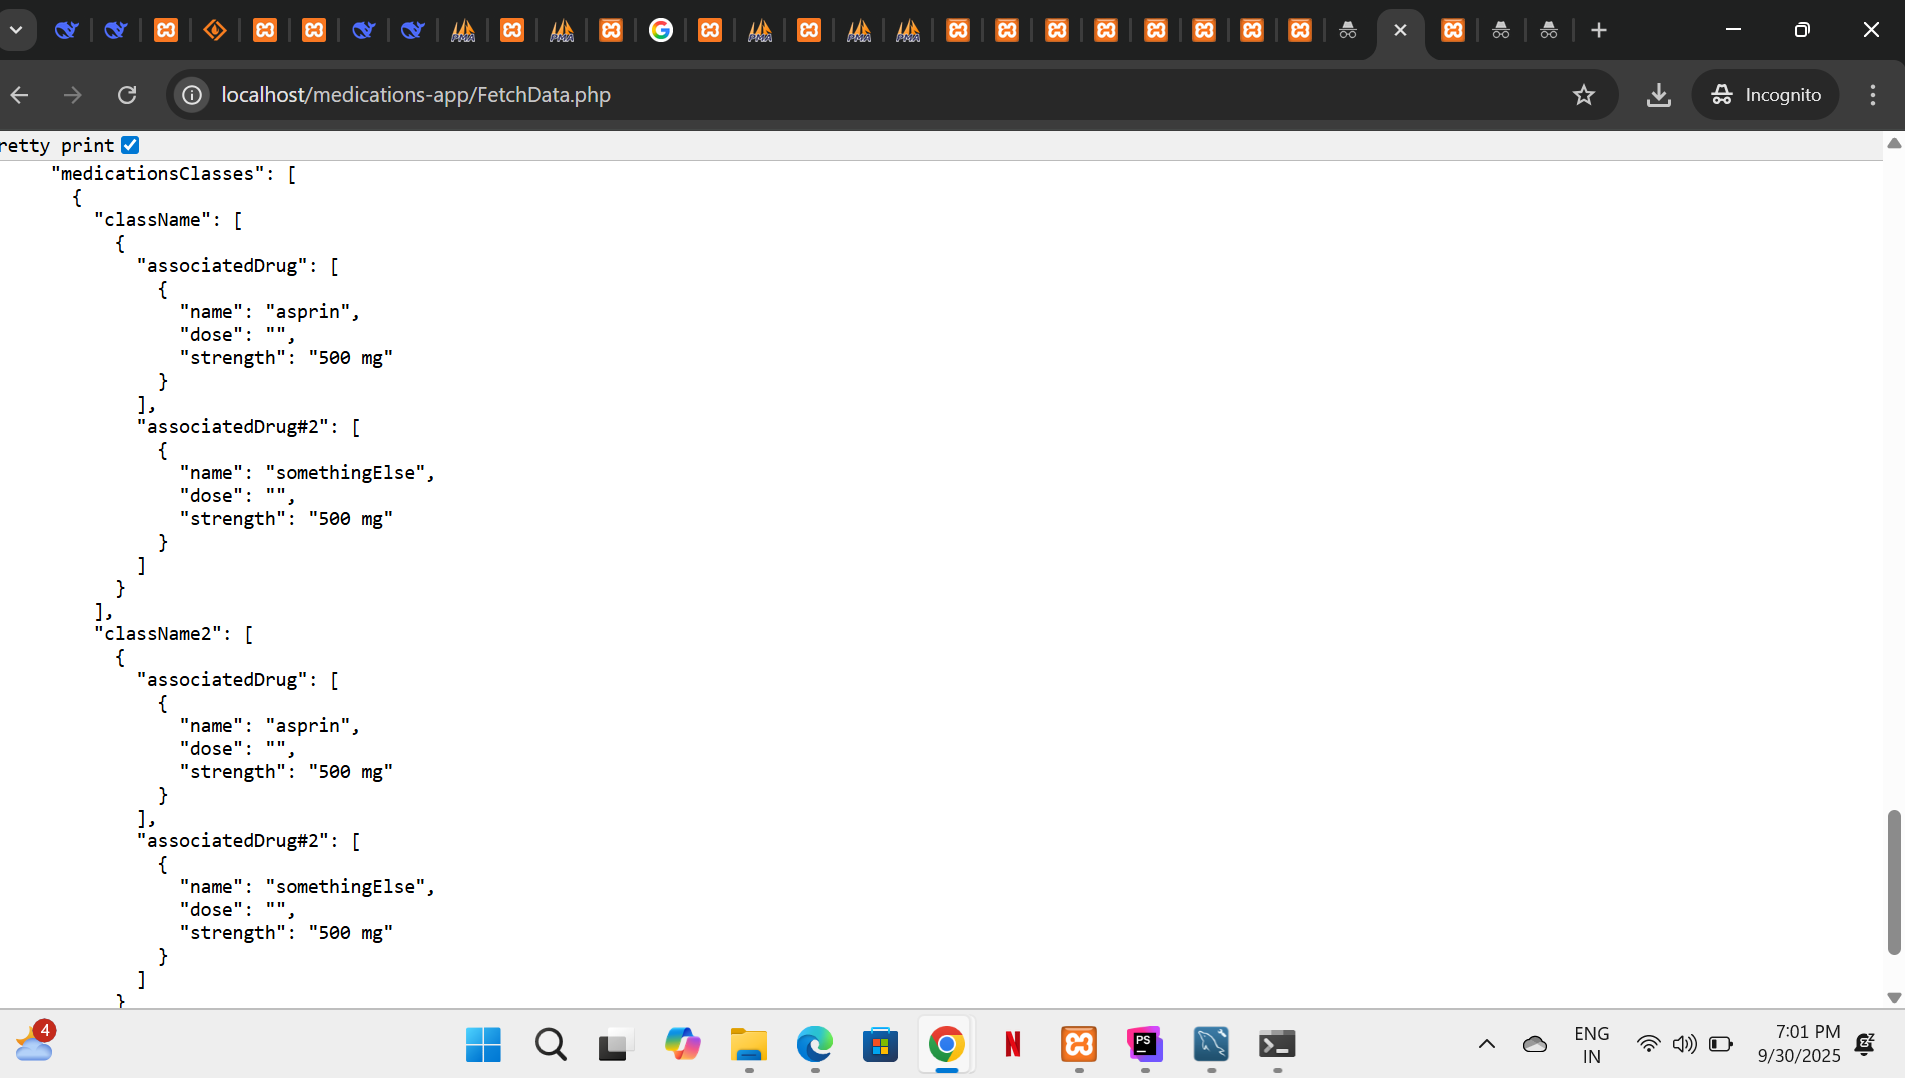 localhost/medications-app/FetchData.php
Incognito
retty print
"medicationsClasses": [
{
"className": [
{
"associatedDrug": [
{
"name": "asprin",
"dose": "",
"strength": "500 mg"
}
],
"associatedDrug#2": [
{
"name": "somethingElse",
"dose": "",
"strength": "500 mg"
}
]
}
],
"className2": [
{
"associatedDrug": [
{
"name": "asprin",
"dose": "",
"strength": "500 mg"
}
],
"associatedDrug#2": [
{
"name": "somethingElse",
"dose": "",
"strength": "500 mg"
}
]
}
4
N
PS
ENG
IN
7:01 PM
9/30/2025